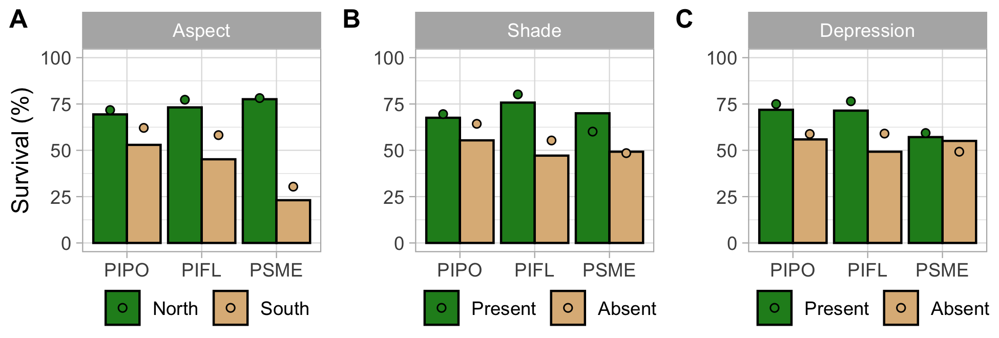 A
Aspect
Survival (%)
100
75
50
25
0
PIPO PIFL PSME
North South
B
Shade
100
75
50
25
0
PIPO PIFL PSME
Present Absent
C
Depression
100
75
50
25
0
PIPO PIFL PSME
Present Absent